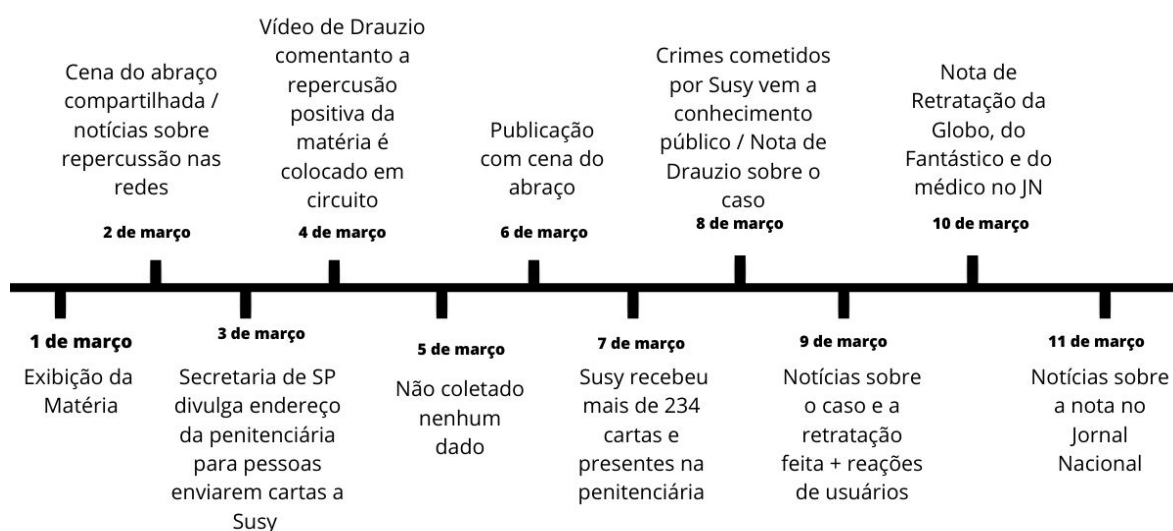 Cena do abraço
compartilhada /
notícias sobre
repercussão nas
redes
2 de março
Vídeo de Drauzio
comentanto a
repercusão
positiva da
matéria é
colocado em
circuito
4 de março
Publicação
com cena do
abraço
6 de março
Crimes cometidos
por Susy vem a
conhecimento
público / Nota de
Drauzio sobre o
caso
8 de março
Nota de
Retratação da
Globo, do
Fantástico e do
médico no JN
10 de março
1 de março
Exibição da
Matéria
3 de março
Secretaria de SP
divulga endereço
da penitenciária
para pessoas
enviarem cartas a
Susy
5 de março
Não coletado
nenhum
dado
7 de março
Susy recebeu
mais de 234
cartas e
presentes na
penitenciária
9 de março
Notícias sobre
o caso e a
retratação
feita + reações
de usuários
11 de março
Notícias sobre
a nota no
Jornal
Nacional